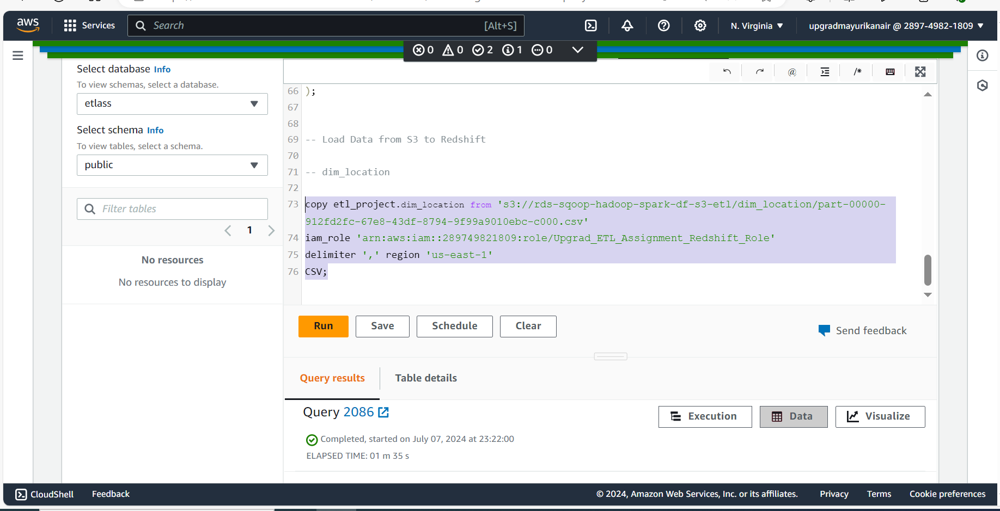 aws
Services
Search
[Alt+S]
N. Virginia ▼
upgradmayurikanair @ 2897-4982-1809 ▼
0 0 2 1 0
Select database Info
To view schemas, select a database.
etlass
Select schema Info
To view tables, select a schema.
public
Filter tables
1
No resources
No resources to display
@
/*
66 );
67
68
69 -- Load Data from S3 to Redshift
70
71 -- dim_location
72
73 copy etl_project.dim_location from 's3://rds-sqoop-hadoop-spark-df-s3-etl/dim_location/part-00000-
912fd2fc-67e8-43df-8794-9f99a9010ebc-c000.csv'
74 iam_role 'arn:aws:iam::289749821809:role/Upgrad_ETL_Assignment_Redshift_Role'
75 delimiter ',' region 'us-east-1'
76 CSV;
Run
Save
Schedule
Clear
Send feedback
Query results
Table details
Query 2086
Execution
Data
Visualize
Completed, started on July 07, 2024 at 23:22:00
ELAPSED TIME: 01 m 35 s
CloudShell
Feedback
© 2024, Amazon Web Services, Inc. or its affiliates.
Privacy
Terms
Cookie preferences